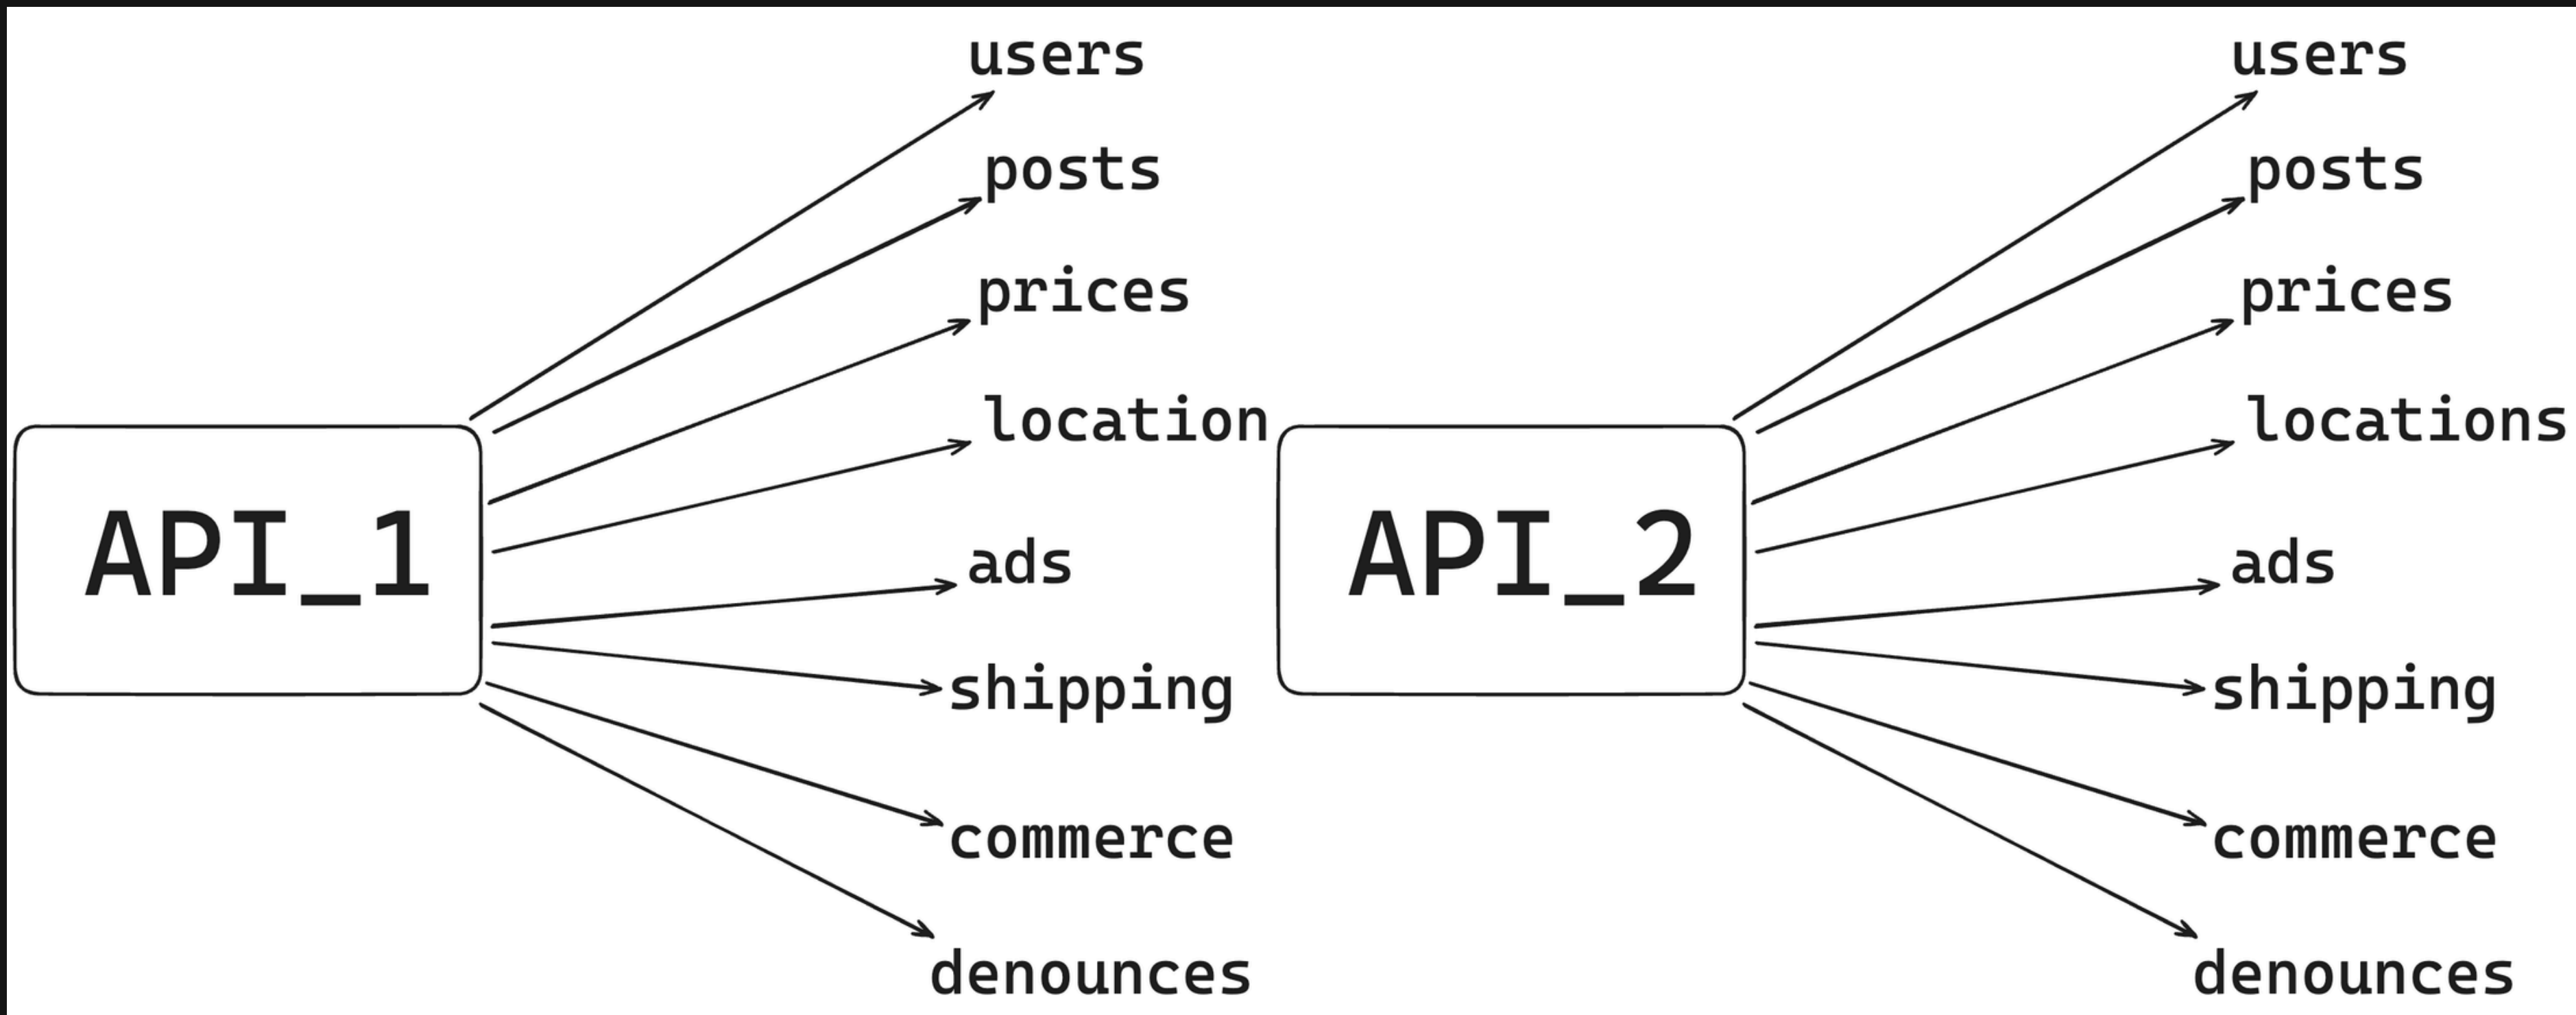 users
posts
prices
location
API_1
ads
shipping
commerce
denounces
users
posts
prices
locations
API_2
ads
shipping
commerce
denounces